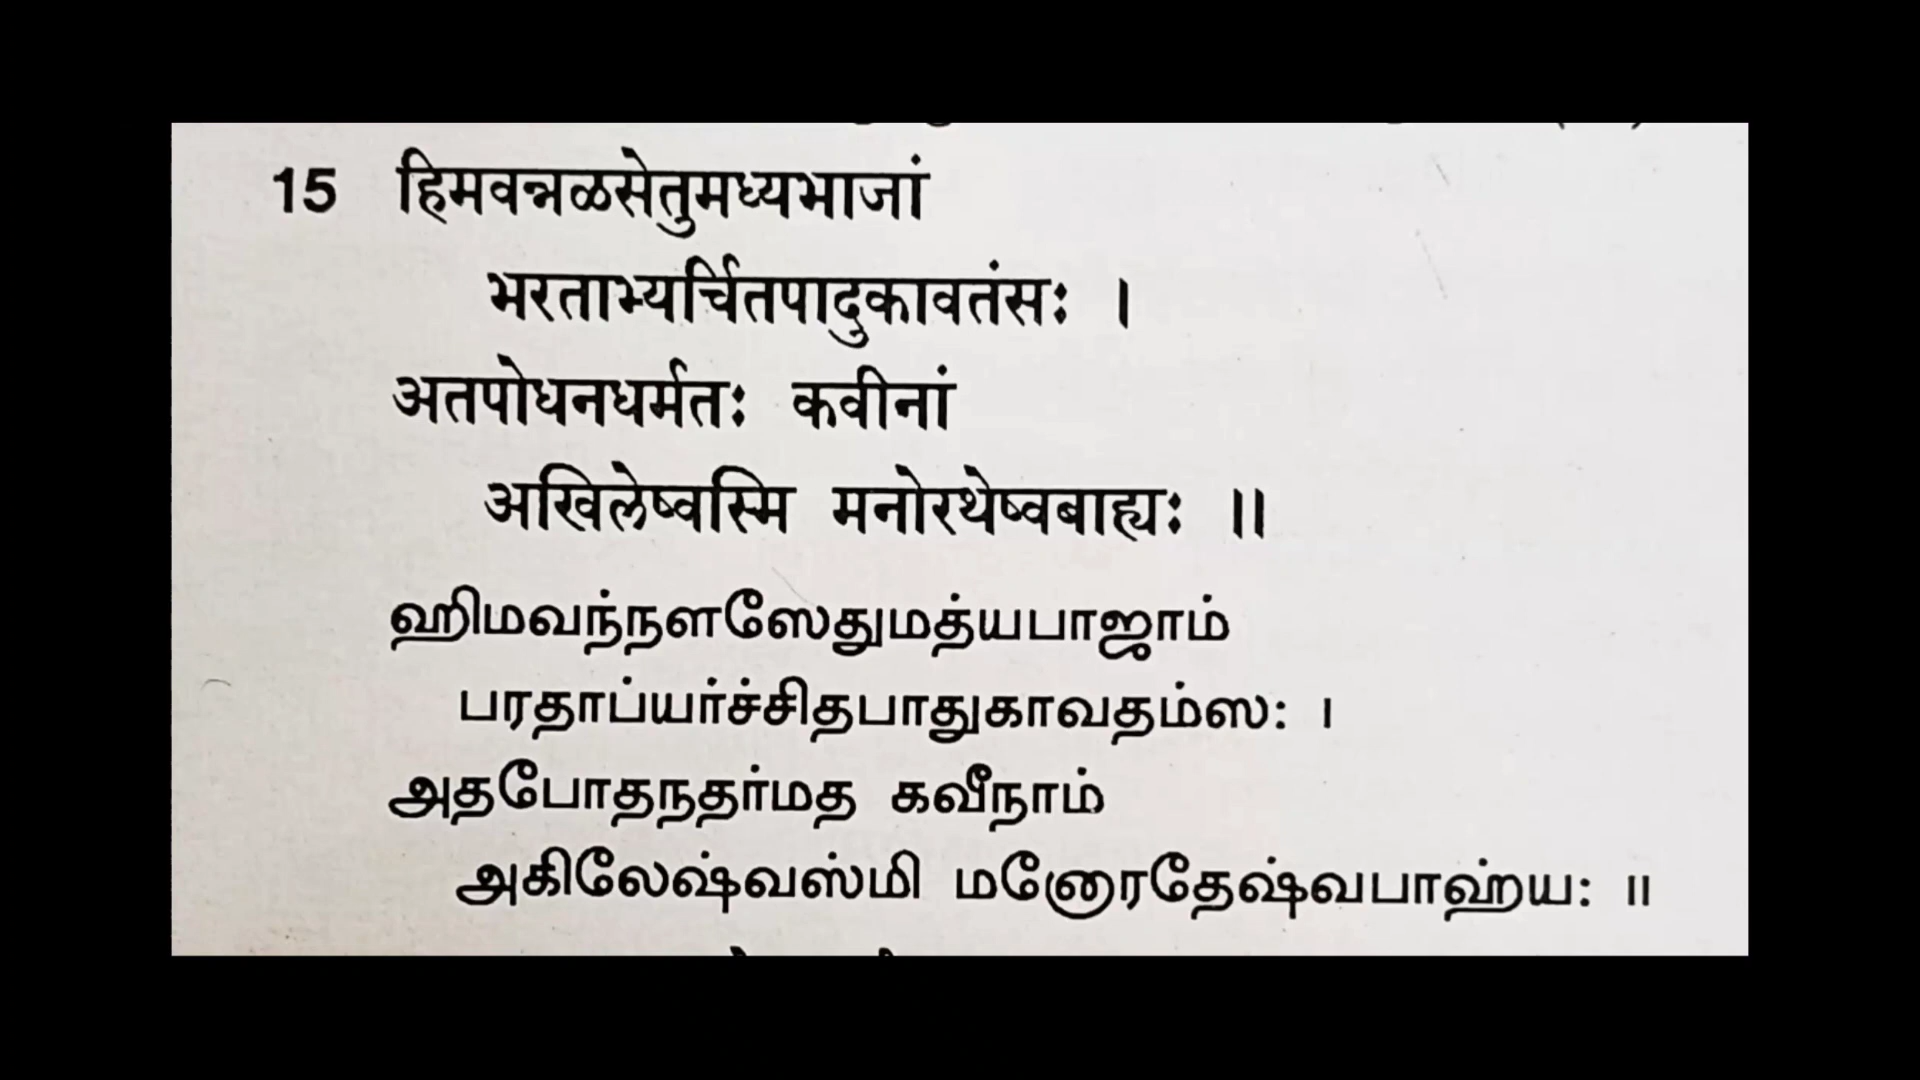 15 हिमवन्नळसेतुमध्यभाजां
भरताभ्यर्चितपादुकावतंसः ।
अतपोधनधर्मतः कवीनां
अखिलेष्वस्मि मनोरथेष्वबाह्यः ॥
ஹிமவந்நளஸேதுமத்யபாஜாம்
பரதாப்யர்ச்சிதபாதுகாவதம்ஸ: ।
அதபோதநதர்மத கவீநாம்
அகிலேஷ்வஸ்மி மனோரதேஷ்வபாஹ்ய: ॥